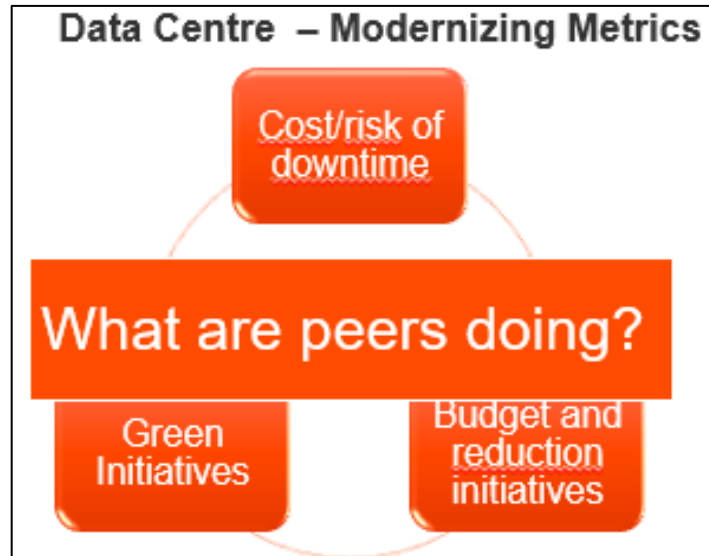 Data Centre – Modernizing Metrics
Cost/risk of
downtime
What are peers doing?
Green
Initiatives
Budget and
reduction
initiatives